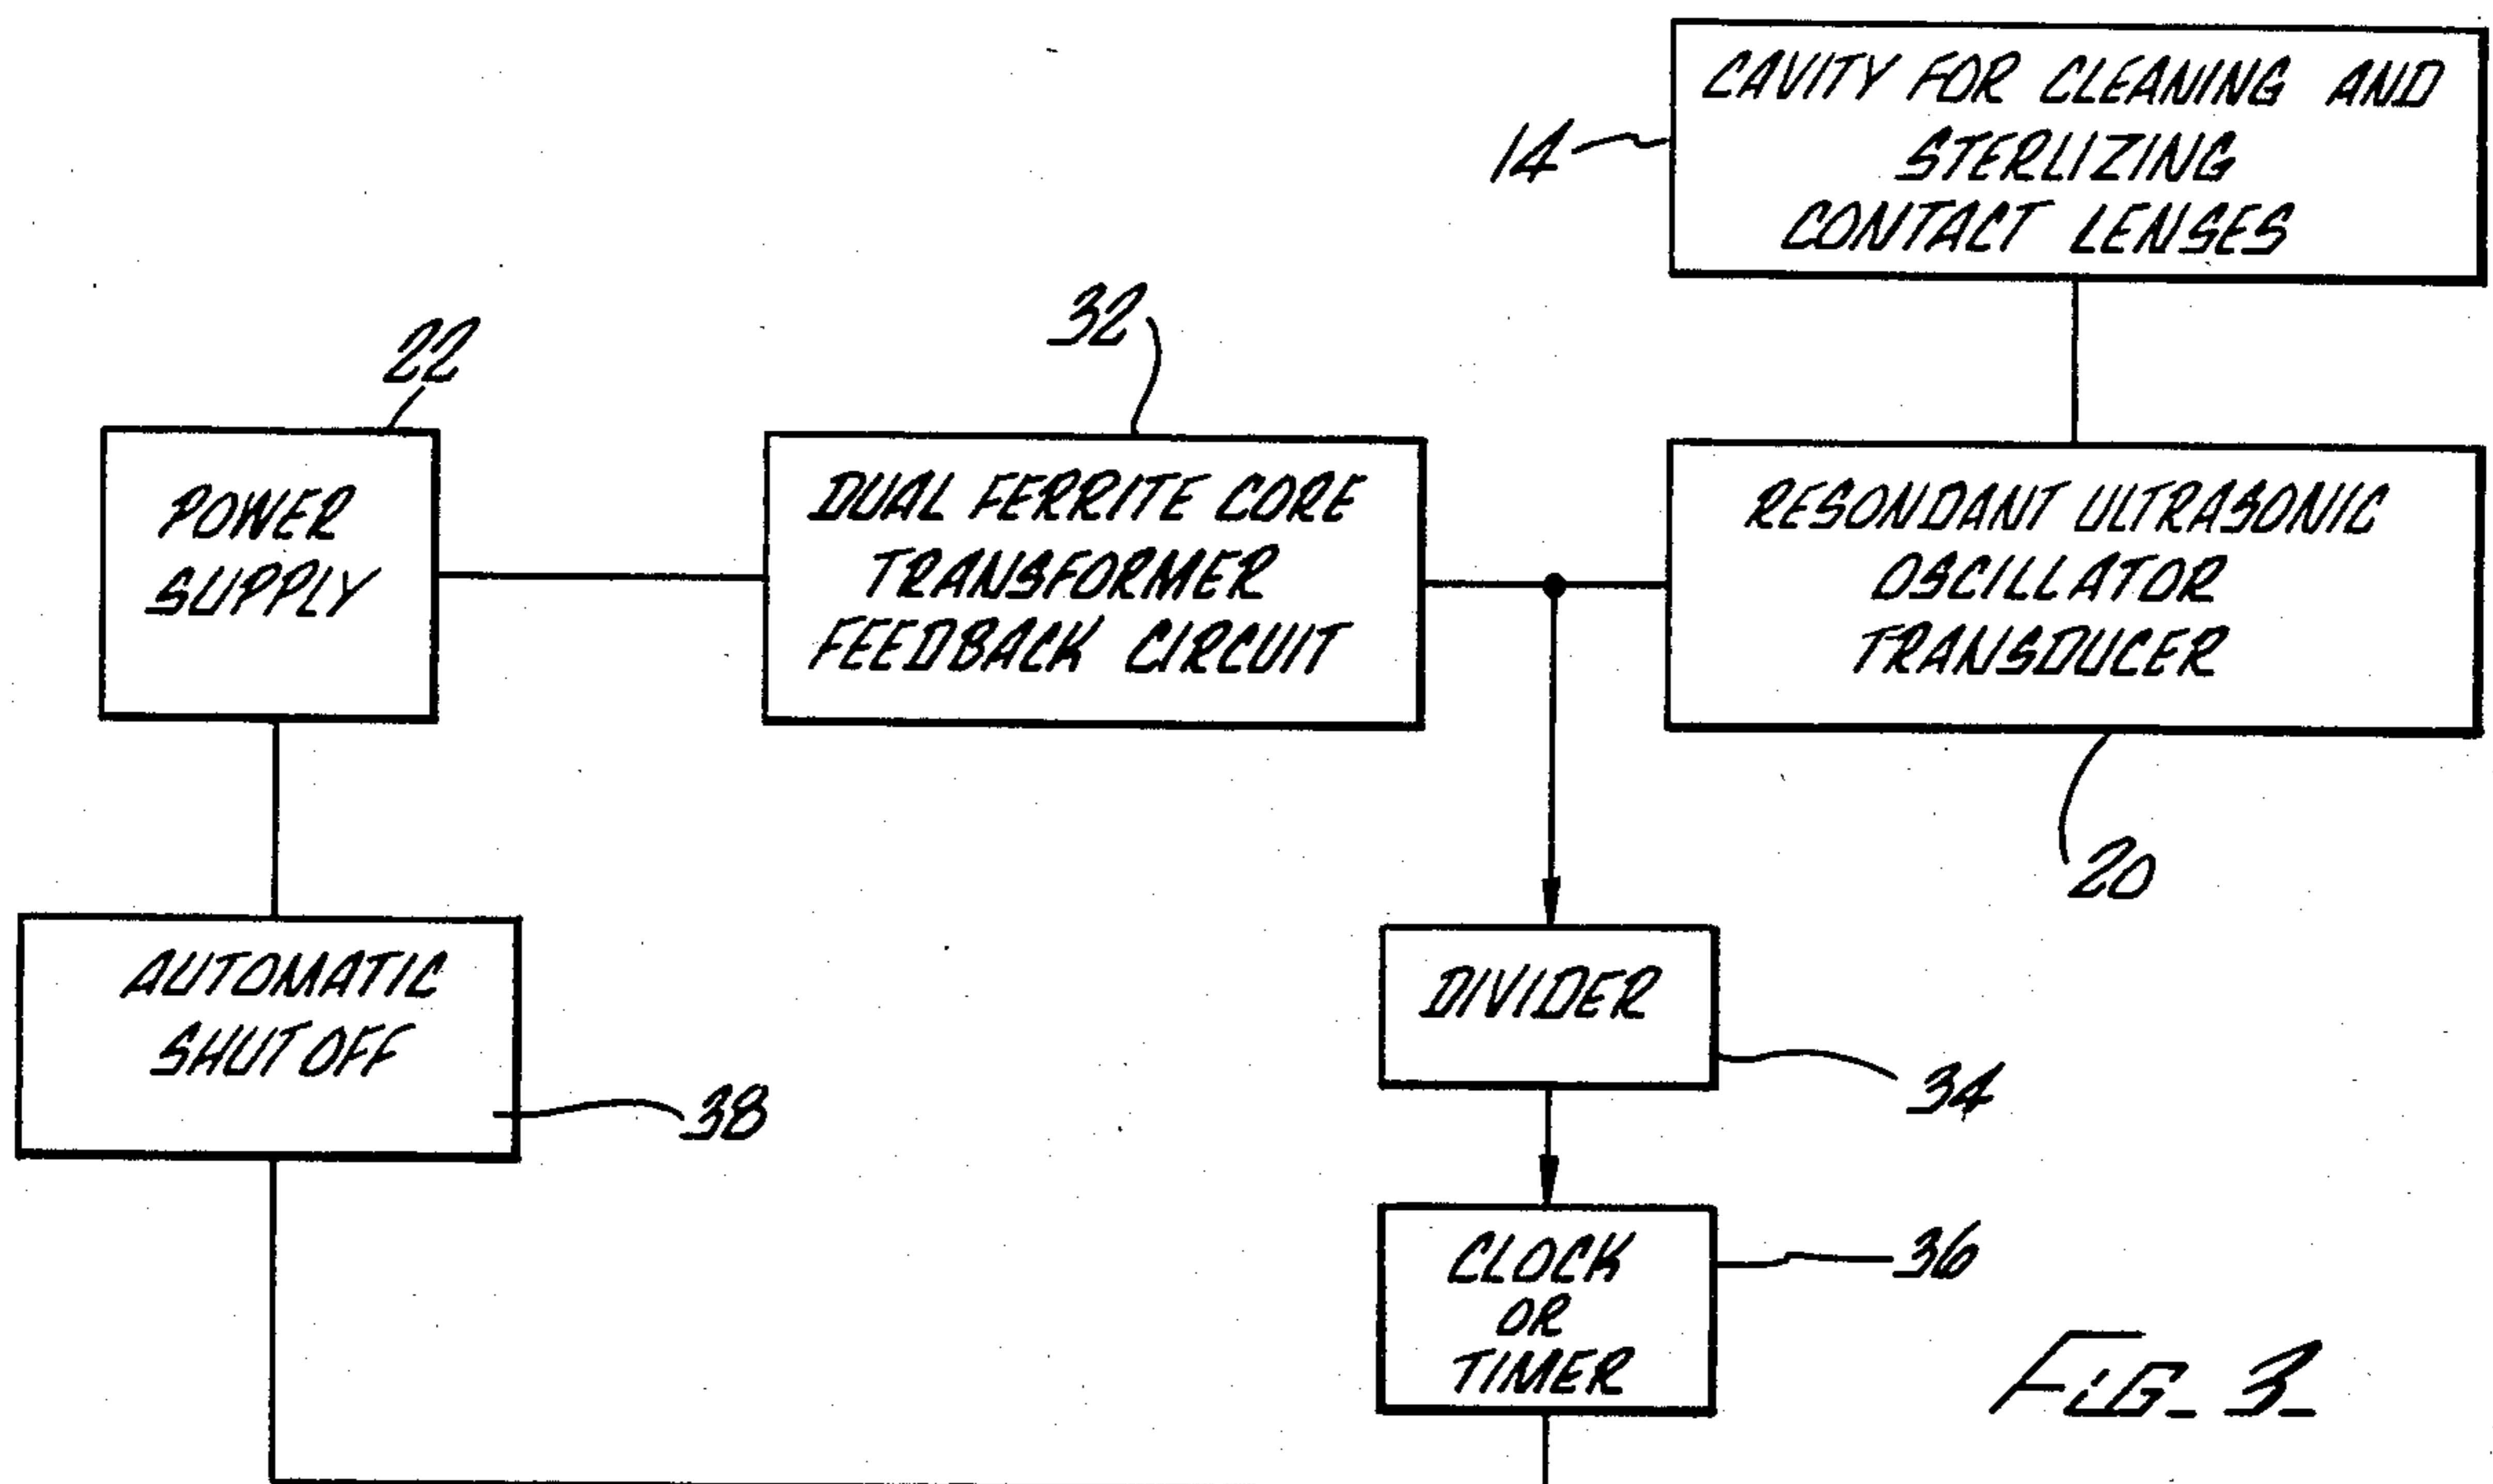 CAVITY FOR CLEANING AND
STERLIZING
CONTACT LENSES
14
32
22
POWER
SUPPLY
DUAL FERRITE CORE
TRANSFORMER
FEEDBACK CIRCUIT
RESONDANT ULTRASONIC
OSCILLATOR
TRANSDUCER
20
AUTOMATIC
SHUT OFF
38
DIVIDER
34
CLOCK
OR
TIMER
36
FIG_3_